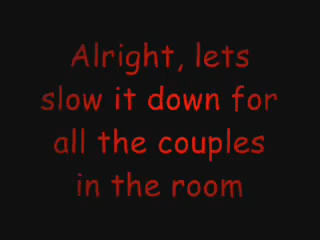 Alright, lets
slow it down for
all the couples
in the room